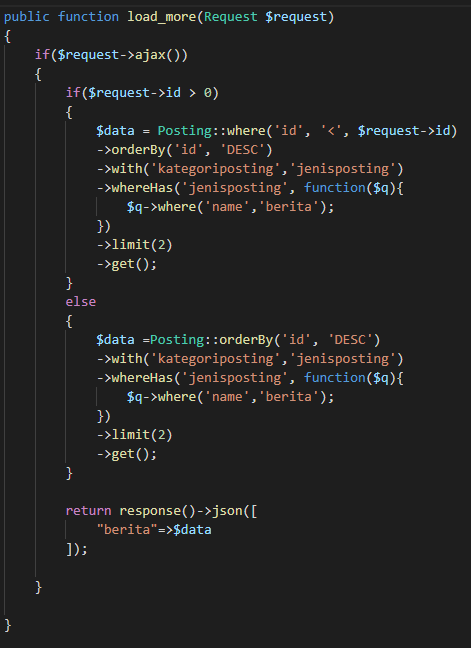 public function load_more(Request $request)
{
    if($request->ajax())
    {
        if($request->id > 0)
        {
            $data = Posting::where('id', '<', $request->id)
            ->orderBy('id', 'DESC')
            ->with('kategoriposting','jenisposting')
            ->whereHas('jenisposting', function($q){
                $q->where('name','berita');
            })
            ->limit(2)
            ->get();
        }
        else
        {
            $data =Posting::orderBy('id', 'DESC')
            ->with('kategoriposting','jenisposting')
            ->whereHas('jenisposting', function($q){
                $q->where('name','berita');
            })
            ->limit(2)
            ->get();
        }

        return response()->json([
            "berita"=>$data
        ]);

    }

}